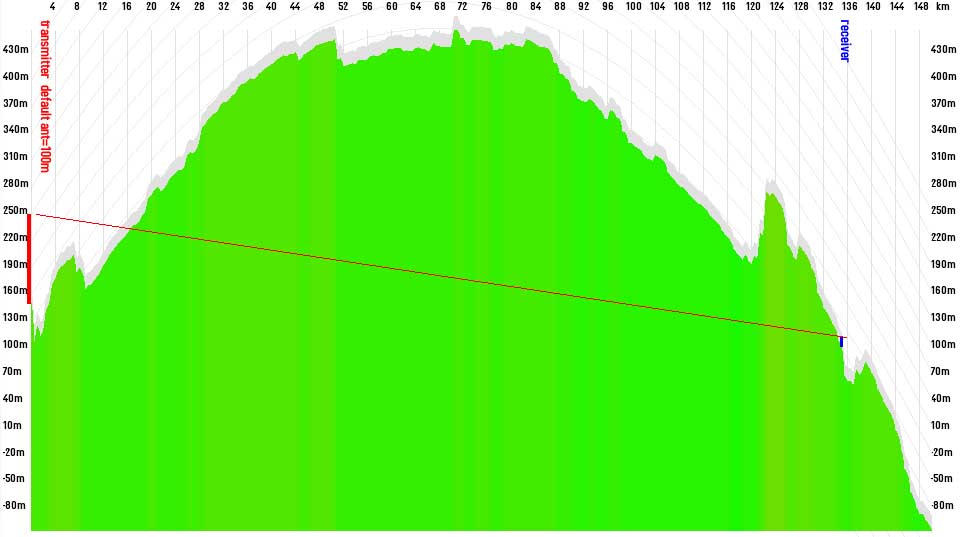 4 8 12 16 20 24 28 32 36 40 44 48 52 56 60 64 68 72 76 80 84 88 92 96 100 104 108 112 116 120 124 128 132 136 140 144 148 km
transmitter default ant=100m
receiver
430m 430m
400m 400m
370m 370m
340m 340m
310m 310m
280m 280m
250m 250m
220m 220m
190m 190m
160m 160m
130m 130m
100m 100m
70m 70m
40m 40m
10m 10m
-20m -20m
-50m -50m
-80m -80m